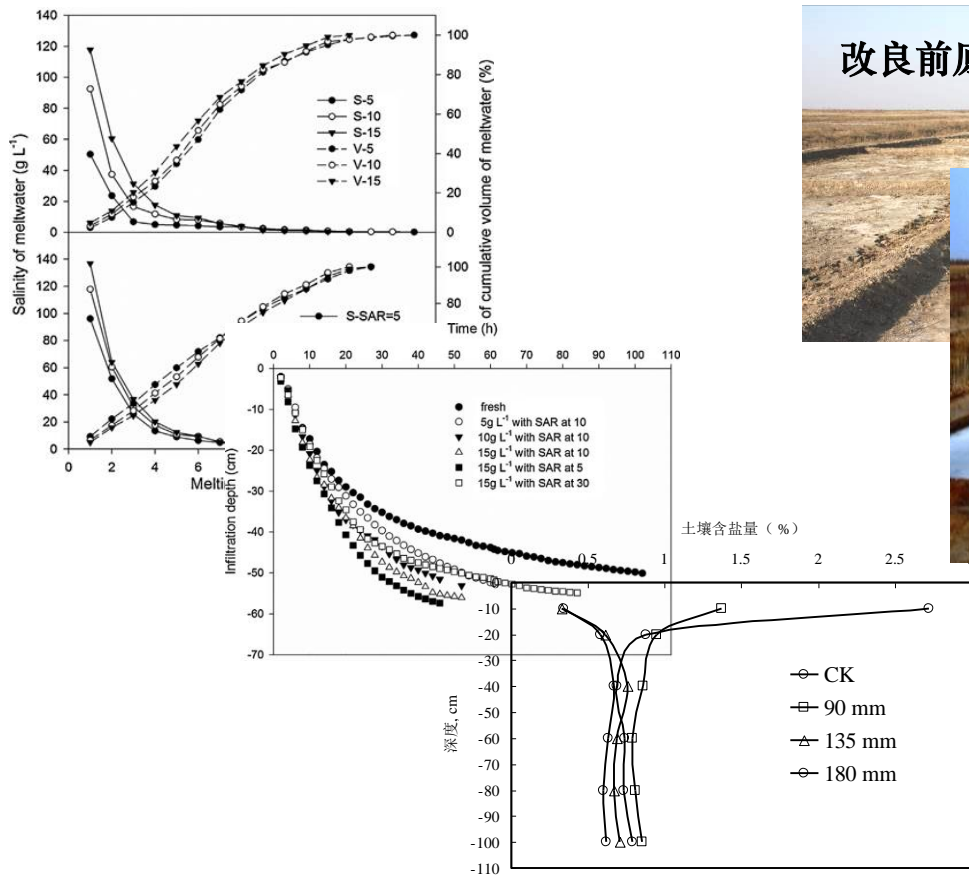 140
120
100
80
60
40
20
0
100
80
60
40
20
0
Salinity of meltwater (g L⁻¹)
of cumulative volume of meltwater (%)
S-5
S-10
S-15
V-5
V-10
V-15
140
120
100
80
60
40
20
0
100
80
S-SAR=5
0 2 4 6
Time (h)
0 10 20 30 40 50 60 70 80 90 100 110
0
-10
-20
-30
-40
-50
-60
-70
Infiltration depth (cm)
fresh
5g L⁻¹ with SAR at 10
10g L⁻¹ with SAR at 10
15g L⁻¹ with SAR at 10
15g L⁻¹ with SAR at 5
15g L⁻¹ with SAR at 30
改良前
土壤含盐量（%）
0 0.5 1 1.5 2 2.5
-10
-20
-30
-40
-50
-60
-70
-80
-90
-100
-110
深度, cm
CK
90 mm
135 mm
180 mm